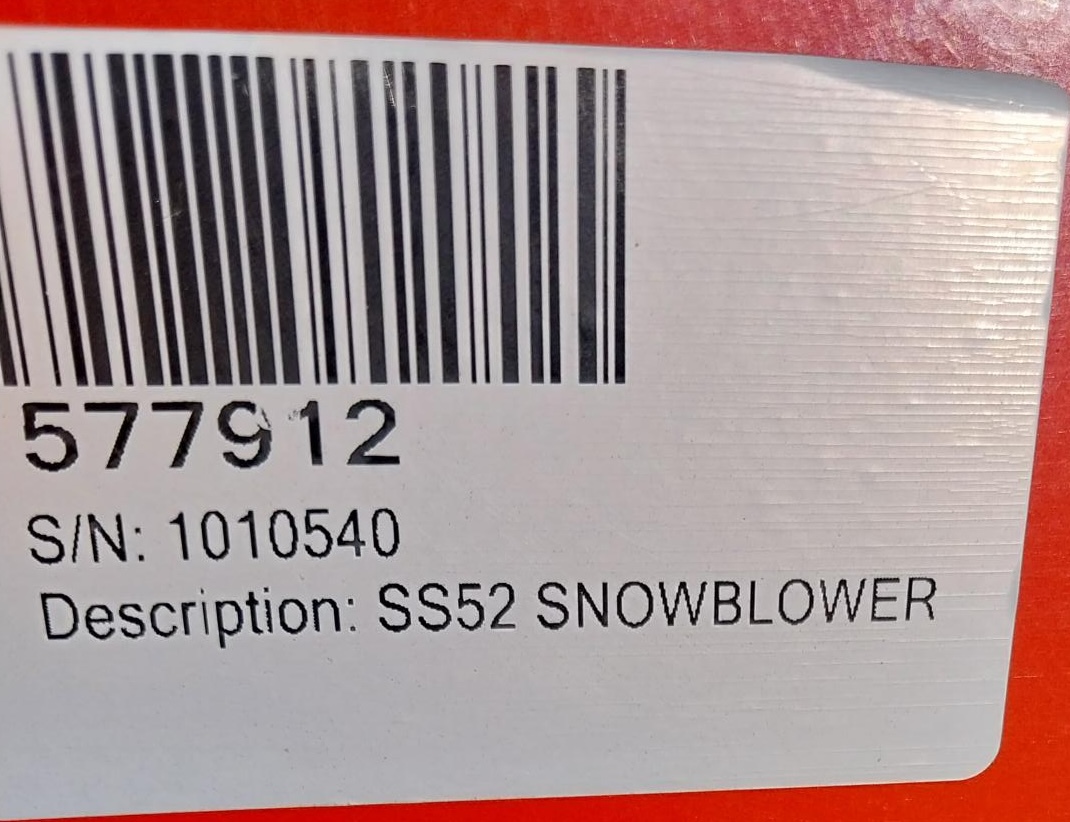 577912
S/N: 1010540
Description: SS52 SNOWBLOWER